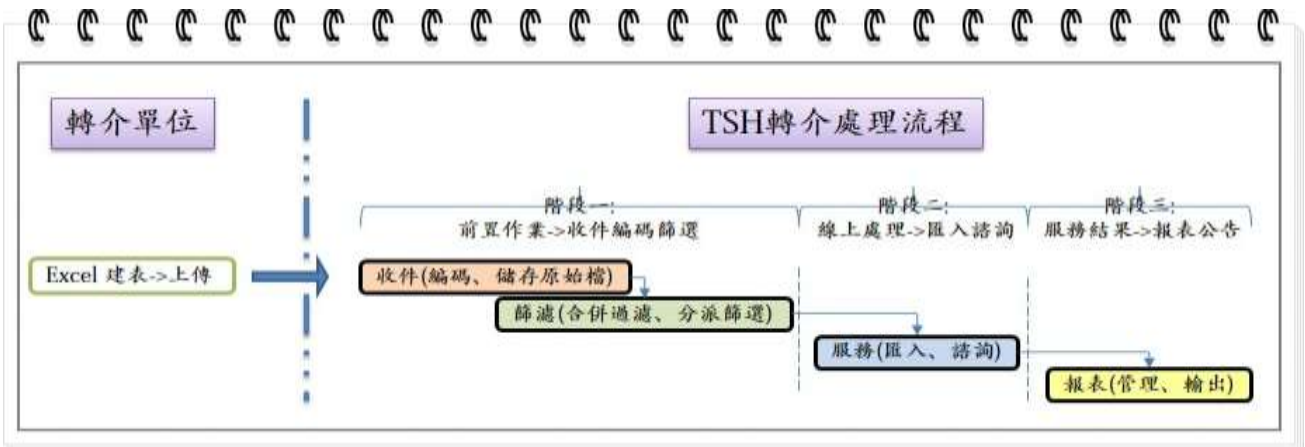 轉介單位
TSH轉介處理流程
階段一:
前置作業->收件編碼篩選
階段二:
線上處理->匯入諮詢
階段三:
服務結果->報表公告
Excel 建表->上傳
收件(編碼、儲存原始檔)
篩濾(合併過濾、分派篩選)
服務(匯入、諮詢)
報表(管理、輸出)